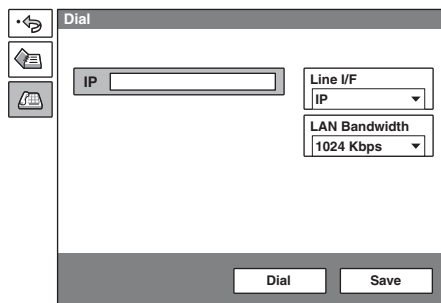 Dial
IP
Line I/F
IP
LAN Bandwidth
1024 Kbps
Dial
Save